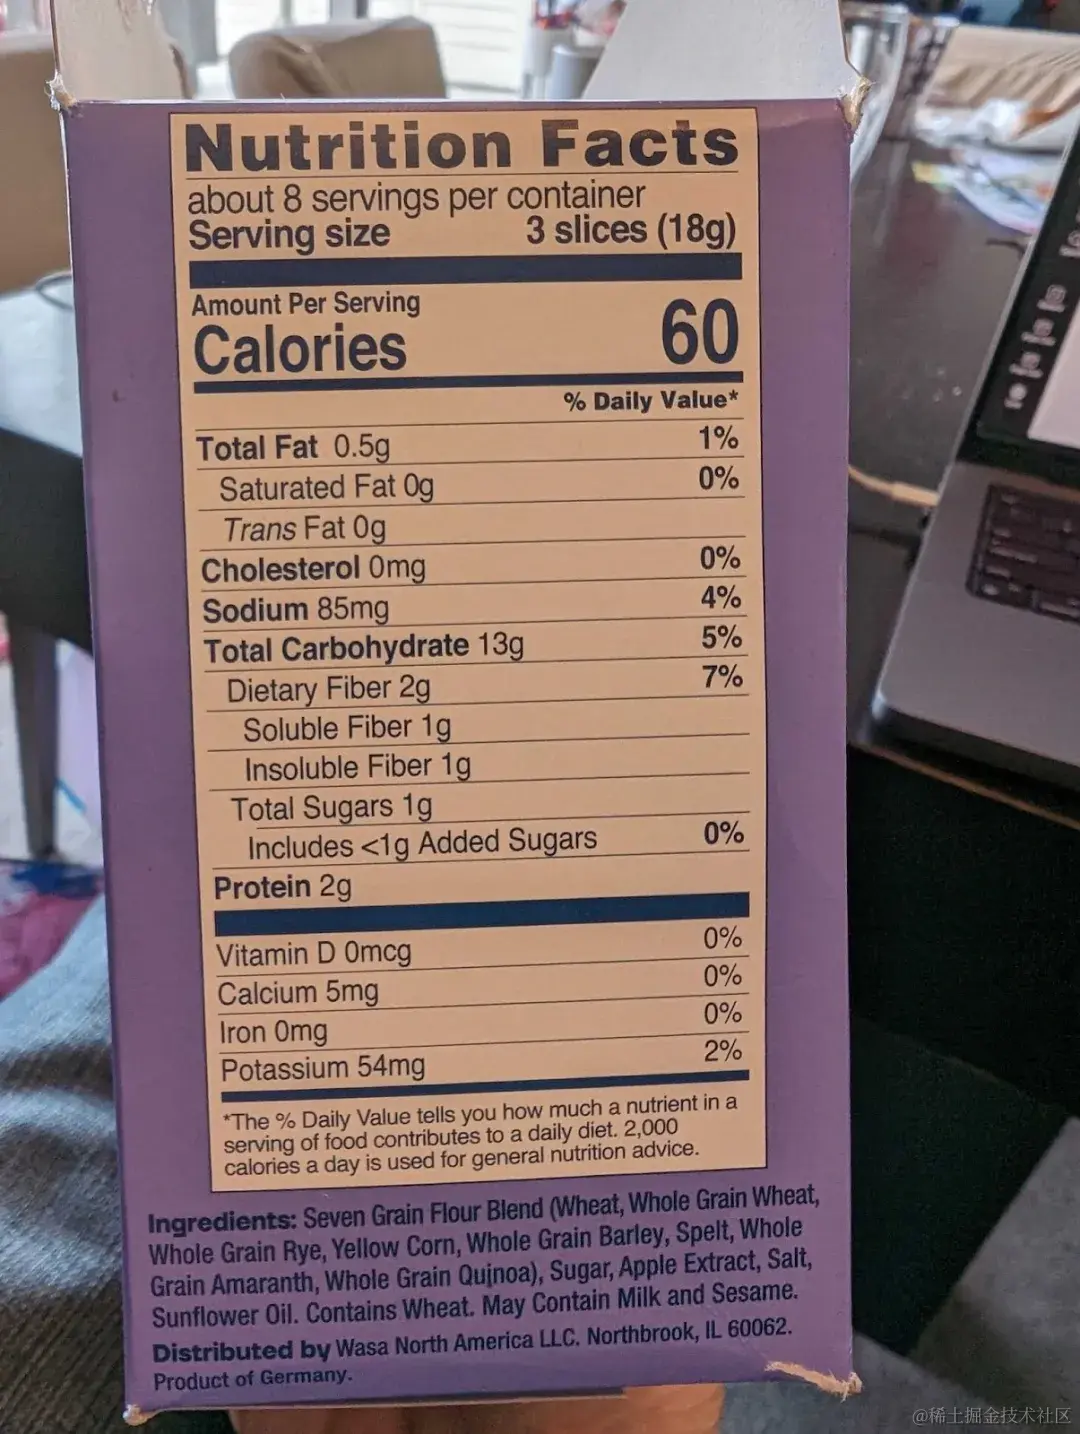 Nutrition Facts
about 8 servings per container
Serving size 3 slices (18g)
Amount Per Serving
Calories 60
% Daily Value*
Total Fat 0.5g 1%
Saturated Fat 0g 0%
Trans Fat 0g
Cholesterol 0mg 0%
Sodium 85mg 4%
Total Carbohydrate 13g 5%
Dietary Fiber 2g 7%
Soluble Fiber 1g
Insoluble Fiber 1g
Total Sugars 1g
Includes <1g Added Sugars 0%
Protein 2g
Vitamin D 0mcg 0%
Calcium 5mg 0%
Iron 0mg 0%
Potassium 54mg 2%
*The % Daily Value tells you how much a nutrient in a
serving of food contributes to a daily diet. 2,000
calories a day is used for general nutrition advice.
Ingredients: Seven Grain Flour Blend (Wheat, Whole Grain Wheat,
Whole Grain Rye, Yellow Corn, Whole Grain Barley, Spelt, Whole
Grain Amaranth, Whole Grain Quinoa), Sugar, Apple Extract, Salt,
Sunflower Oil. Contains Wheat. May Contain Milk and Sesame.
Distributed by Wasa North America LLC. Northbrook, IL 60062.
Product of Germany.
@稀土掘金技术社区